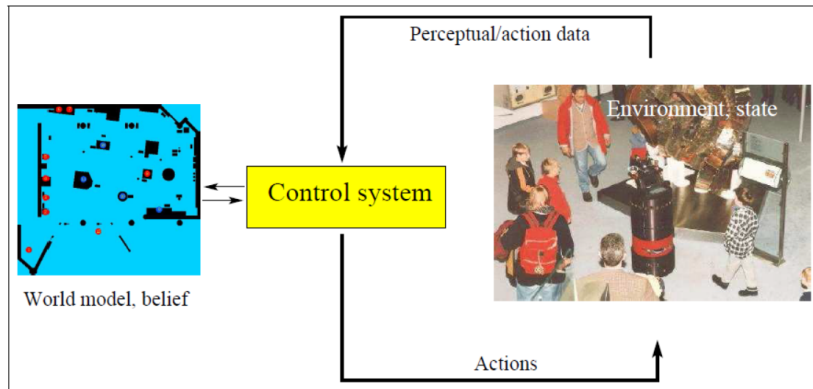 Perceptual/action data
Environment, state
Control system
World model, belief
Actions